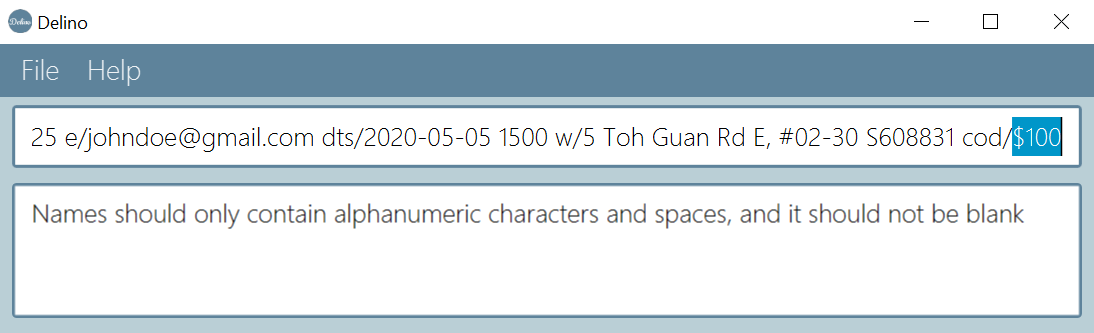 Delino Delino
File Help
25 e/johndoe@gmail.com dts/2020-05-05 1500 w/5 Toh Guan Rd E, #02-30 S608831 cod/$100
Names should only contain alphanumeric characters and spaces, and it should not be blank